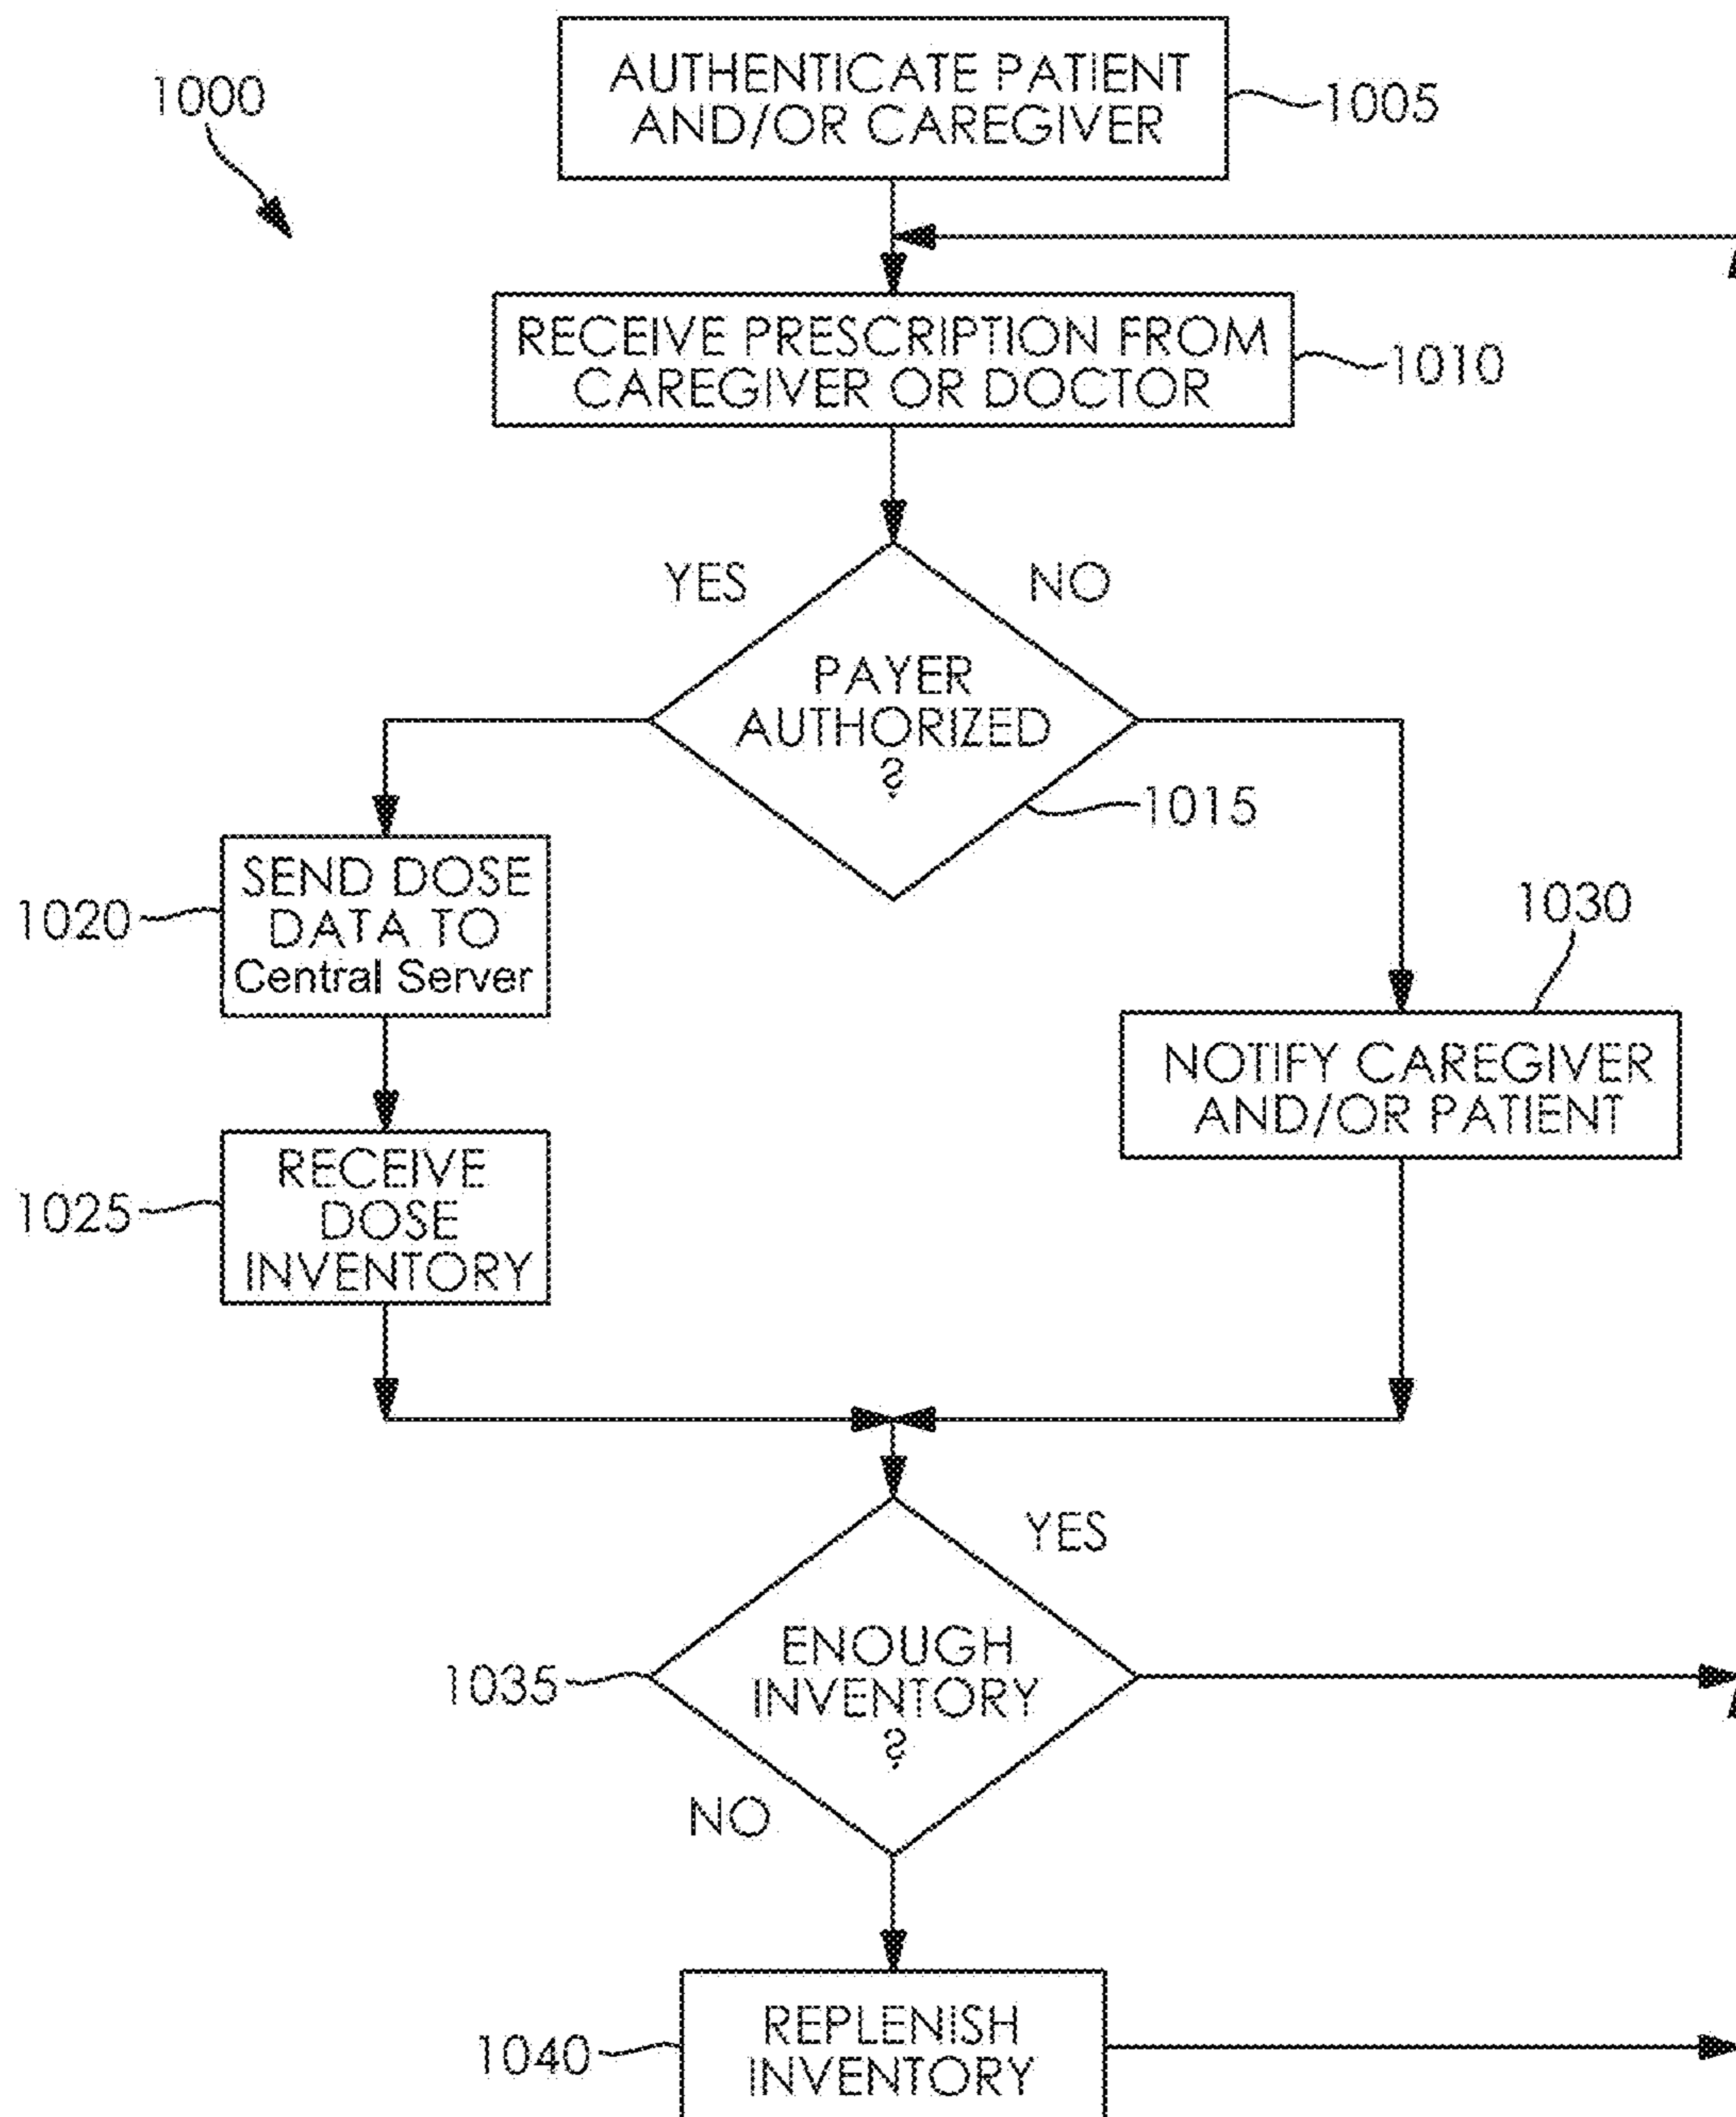 AUTHENTICATE PATIENT
AND/OR CAREGIVER
1000
1005
RECEIVE PRESCRIPTION FROM
CAREGIVER OR DOCTOR
1010
YES
NO
PAYER
AUTHORIZED
?
1015
SEND DOSE
DATA TO
Central Server
1020
1030
NOTIFY CAREGIVER
AND/OR PATIENT
RECEIVE
DOSE
INVENTORY
1025
YES
ENOUGH
INVENTORY
?
1035
NO
REPLENISH
INVENTORY
1040